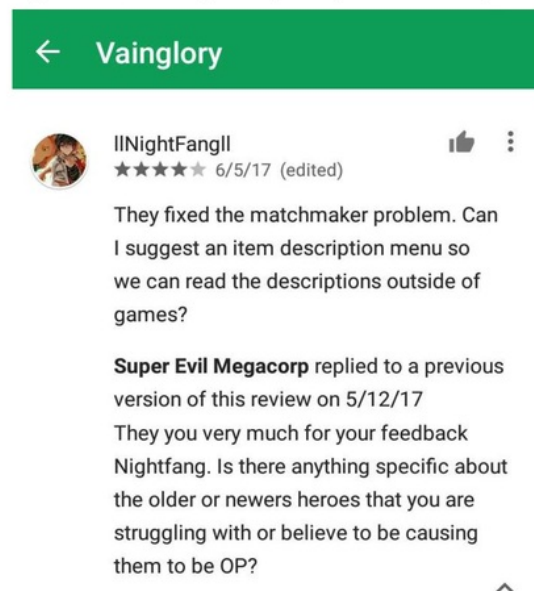 Vainglory
llNightFangll
6/5/17 (edited)
They fixed the matchmaker problem. Can
I suggest an item description menu so
we can read the descriptions outside of
games?
Super Evil Megacorp replied to a previous
version of this review on 5/12/17
They you very much for your feedback
Nightfang. Is there anything specific about
the older or newers heroes that you are
struggling with or believe to be causing
them to be OP?